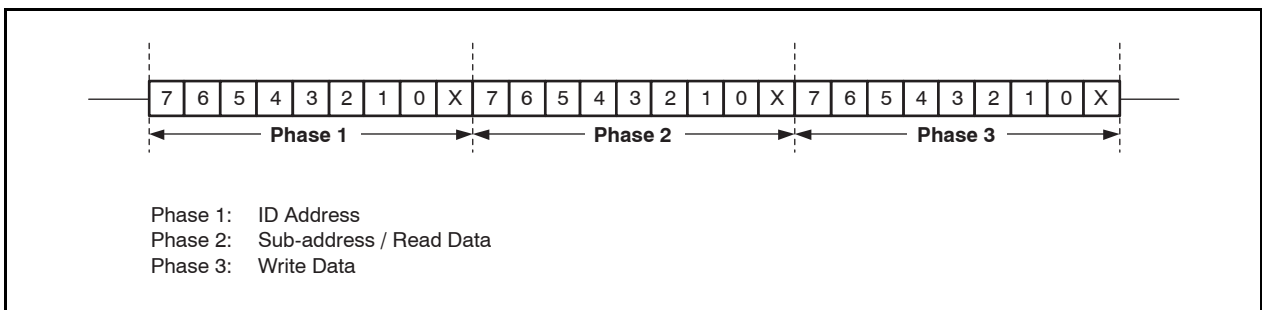 7 6 5 4 3 2 1 0 X 7 6 5 4 3 2 1 0 X 7 6 5 4 3 2 1 0 X
Phase 1 Phase 2 Phase 3
Phase 1: ID Address
Phase 2: Sub-address / Read Data
Phase 3: Write Data